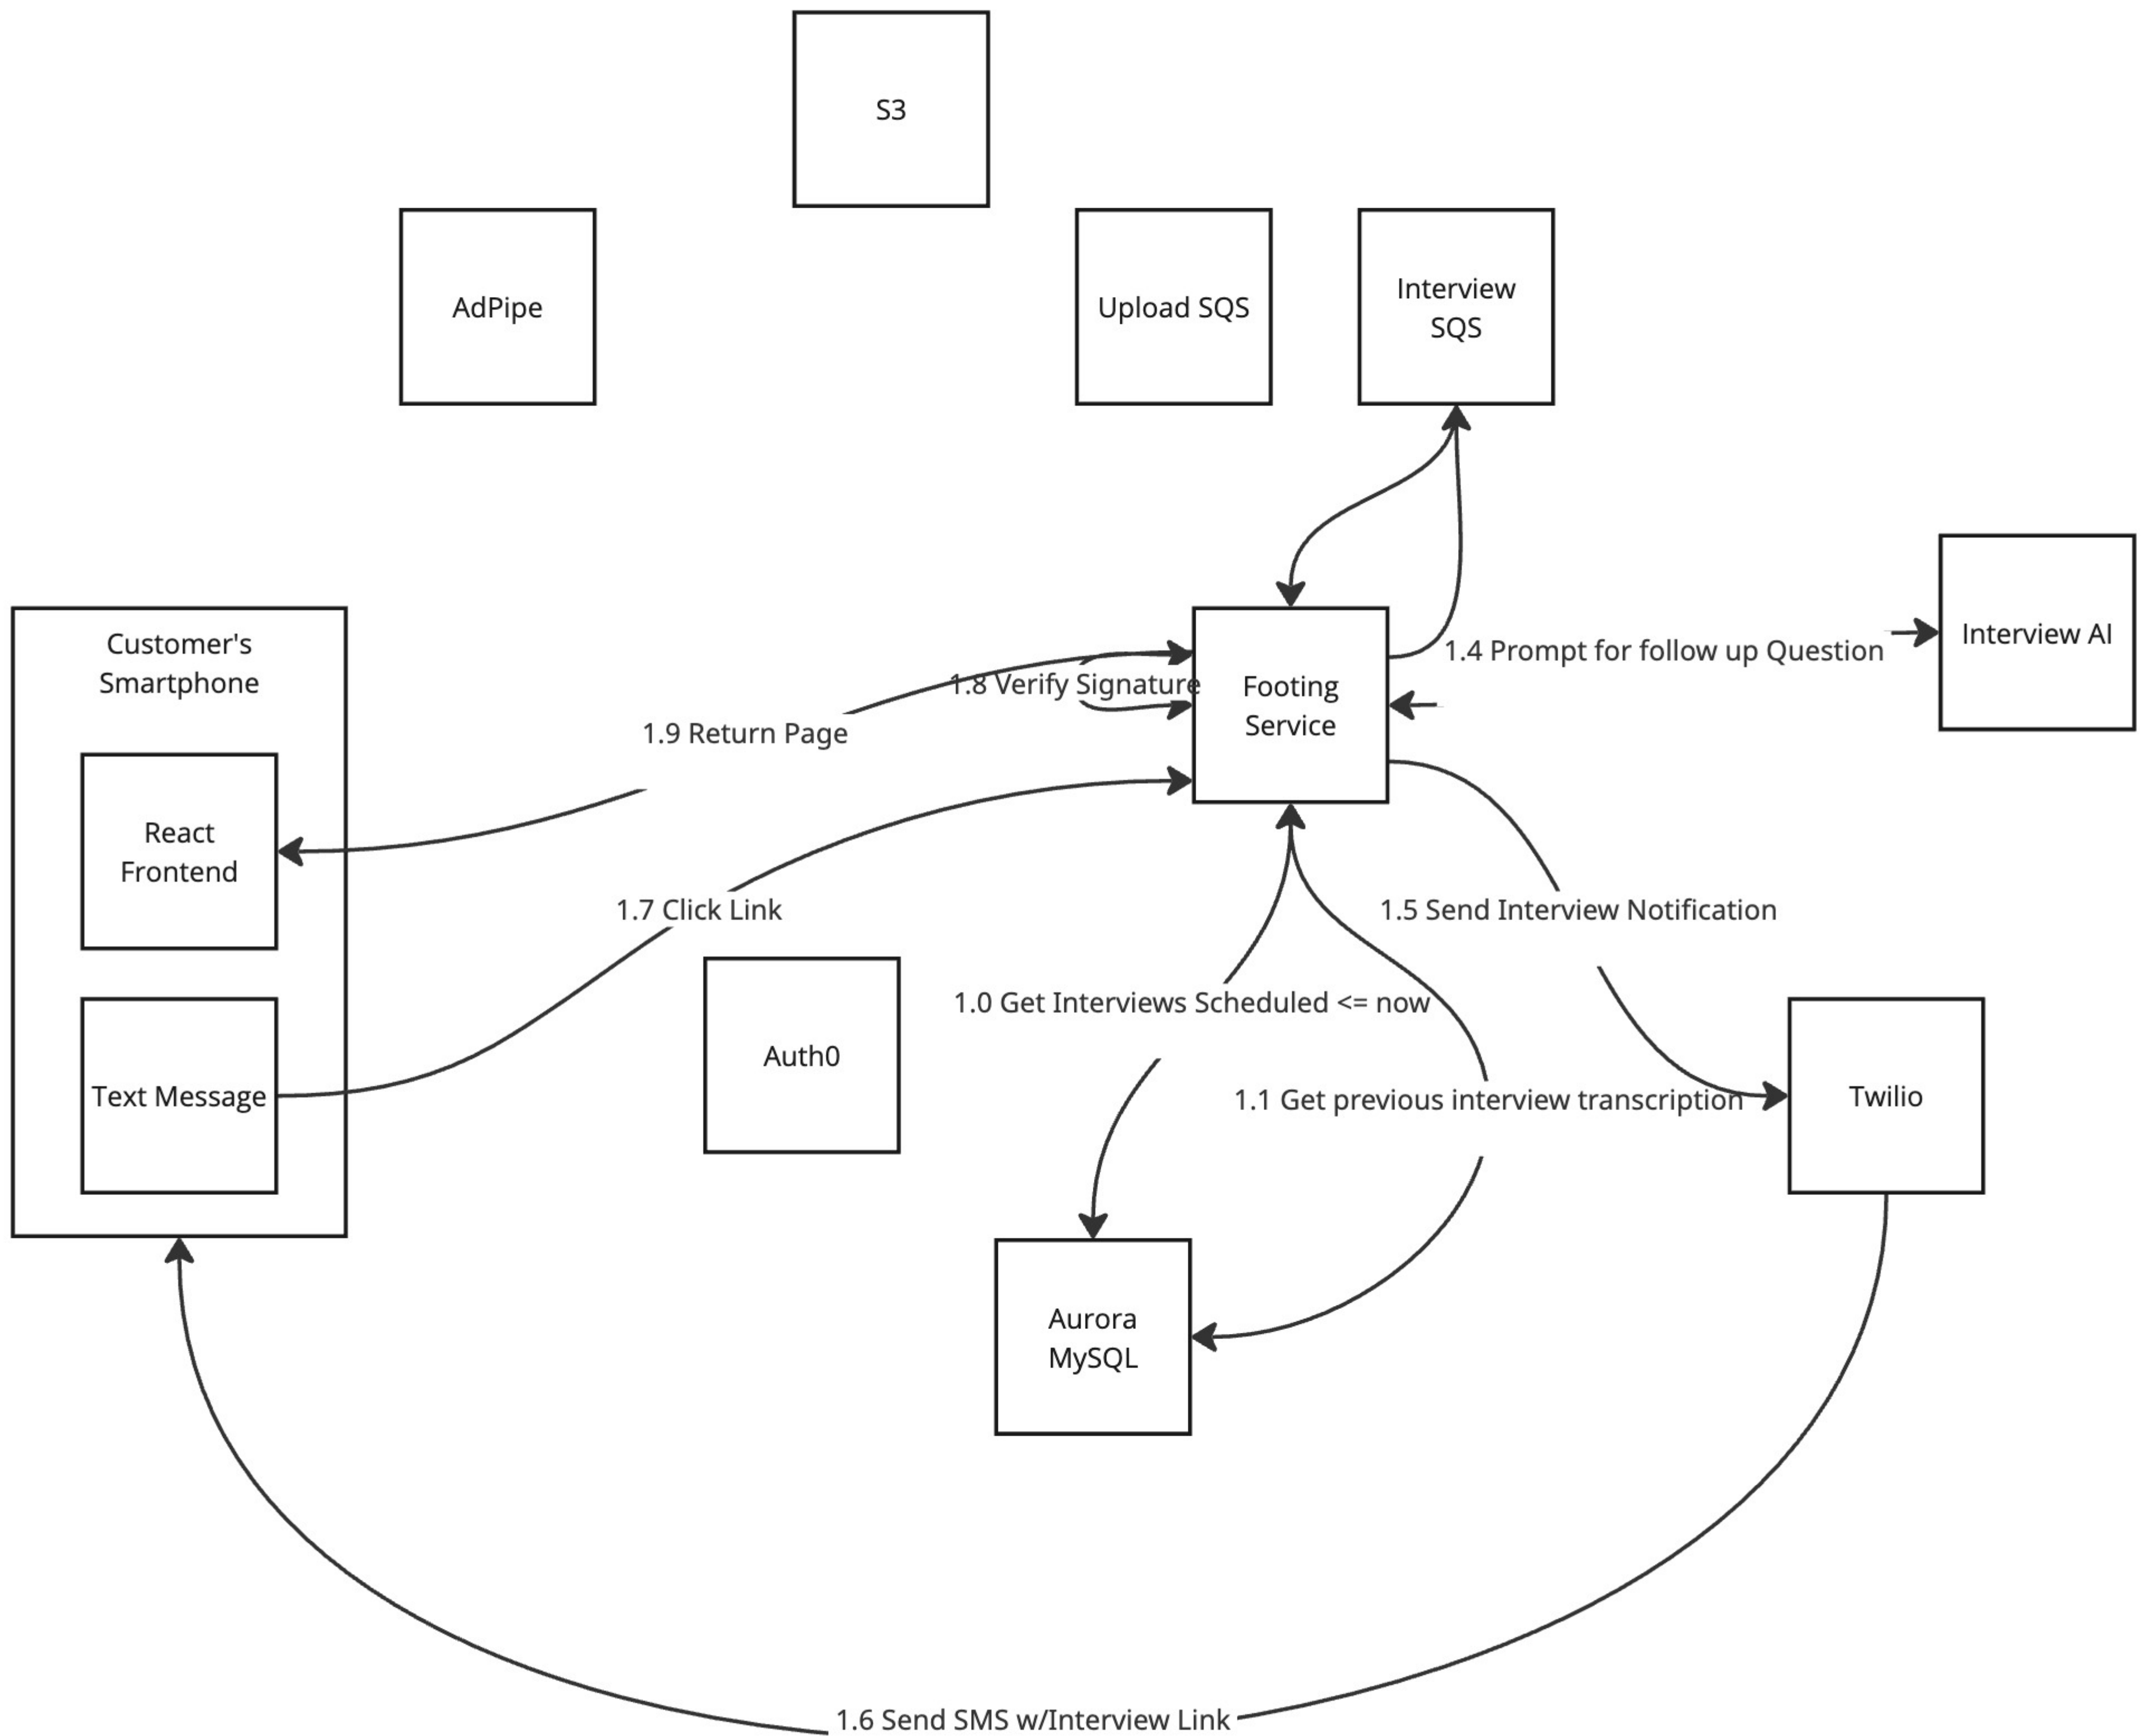 S3
AdPipe
Upload SQS
Interview
SQS
Interview AI
1.4 Prompt for follow up Question
Customer's
Smartphone
Footing
Service
1.8 Verify Signature
1.9 Return Page
React
Frontend
1.7 Click Link
1.5 Send Interview Notification
1.0 Get Interviews Scheduled <= now
Auth0
Text Message
1.1 Get previous interview transcription
Twilio
Aurora
MySQL
1.6 Send SMS w/Interview Link